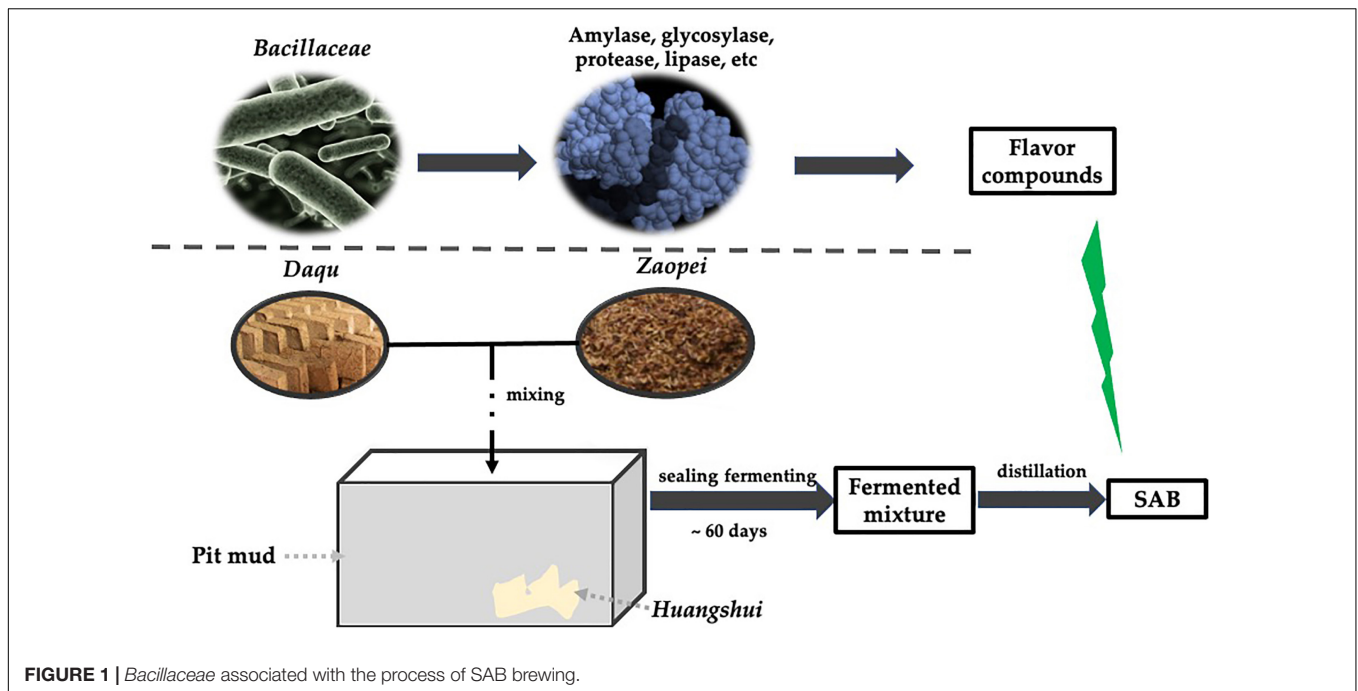 Bacillaceae
Amylase, glycosylase,
protease, lipase, etc
Flavor
compounds
Daqu
Zaopei
mixing
sealing fermenting
~ 60 days
Fermented
mixture
distillation
SAB
Pit mud
Huangshui
FIGURE 1 | Bacillaceae associated with the process of SAB brewing.